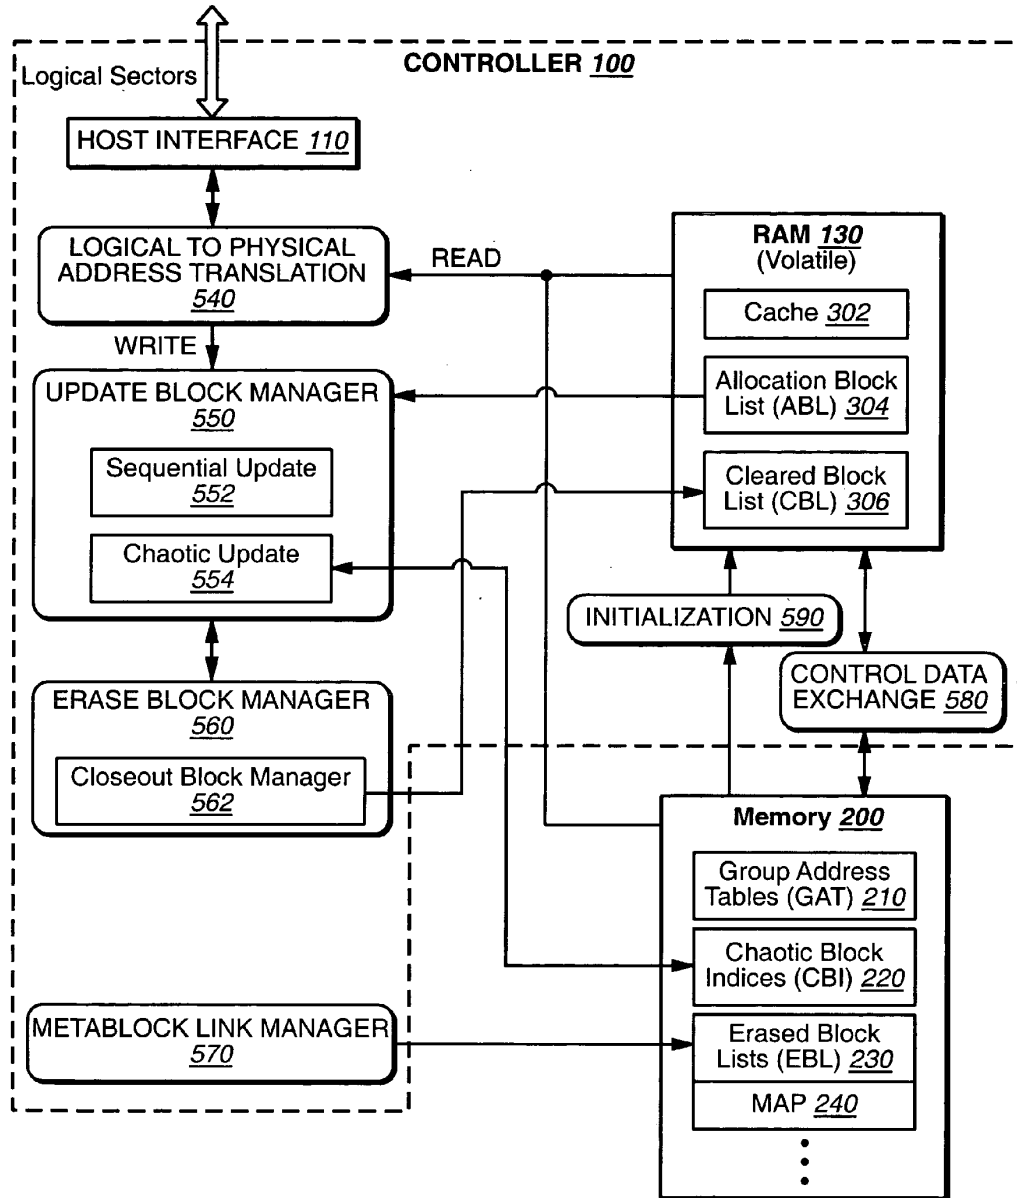 CONTROLLER 100
Logical Sectors
HOST INTERFACE 110
LOGICAL TO PHYSICAL
ADDRESS TRANSLATION
540
READ
WRITE
UPDATE BLOCK MANAGER
550
Sequential Update
552
Chaotic Update
554
ERASE BLOCK MANAGER
560
Closeout Block Manager
562
METABLOCK LINK MANAGER
570
RAM 130
(Volatile)
Cache 302
Allocation Block
List (ABL) 304
Cleared Block
List (CBL) 306
INITIALIZATION 590
CONTROL DATA
EXCHANGE 580
Memory 200
Group Address
Tables (GAT) 210
Chaotic Block
Indices (CBI) 220
Erased Block
Lists (EBL) 230
MAP 240